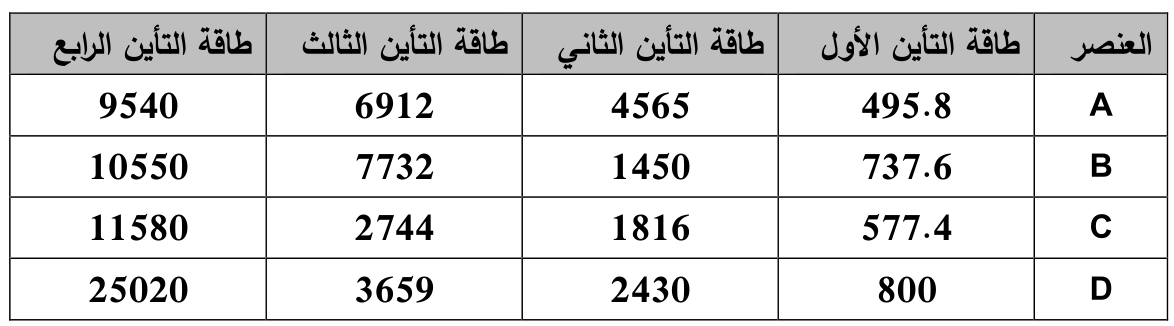 العنصر طاقة التأين الأول طاقة التأين الثاني طاقة التأين الثالث طاقة التأين الرابع
A 495.8 4565 6912 9540
B 737.6 1450 7732 10550
C 577.4 1816 2744 11580
D 800 2430 3659 25020